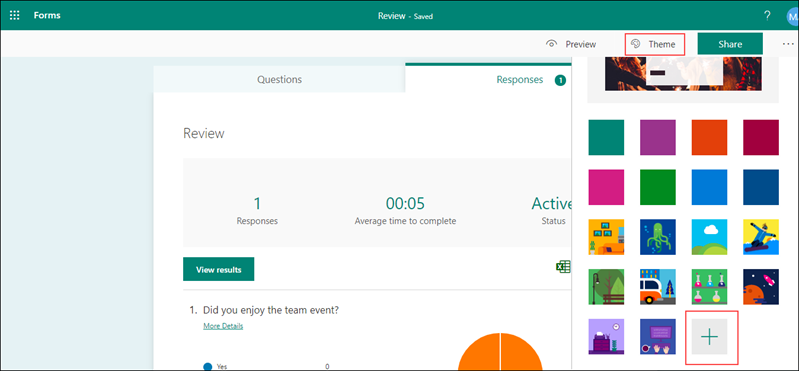 Forms
Review - Saved
?
Preview
Theme
Share
...
Questions
Responses 1
Review
1
Responses
00:05
Average time to complete
Active
Status
View results
1. Did you enjoy the team event?
More Details
Yes 0